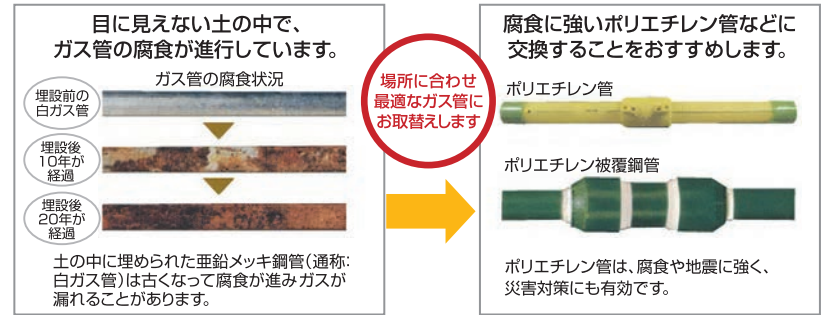 目に見えない土の中で、
ガス管の腐食が進行しています。
ガス管の腐食状況
埋設前の
白ガス管
埋設後
10年が
経過
埋設後
20年が
経過
土の中に埋められた亜鉛メッキ鋼管(通称:
白ガス管)は古くなって腐食が進みガスが
漏れることがあります。
場所に合わせ
最適なガス管に
お取替えします
腐食に強いポリエチレン管などに
交換することをおすすめします。
ポリエチレン管
ポリエチレン被覆鋼管
ポリエチレン管は、腐食や地震に強く、
災害対策にも有効です。